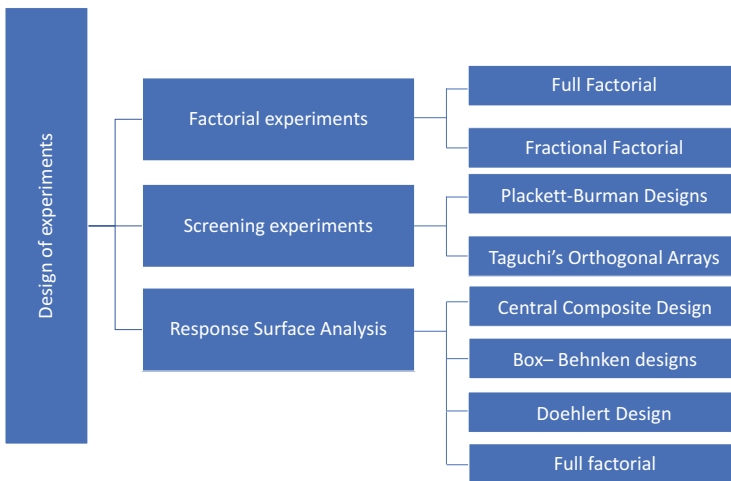 Design of experiments
Factorial experiments
Full Factorial
Fractional Factorial
Screening experiments
Plackett-Burman Designs
Taguchi’s Orthogonal Arrays
Response Surface Analysis
Central Composite Design
Box– Behnken designs
Doehlert Design
Full factorial